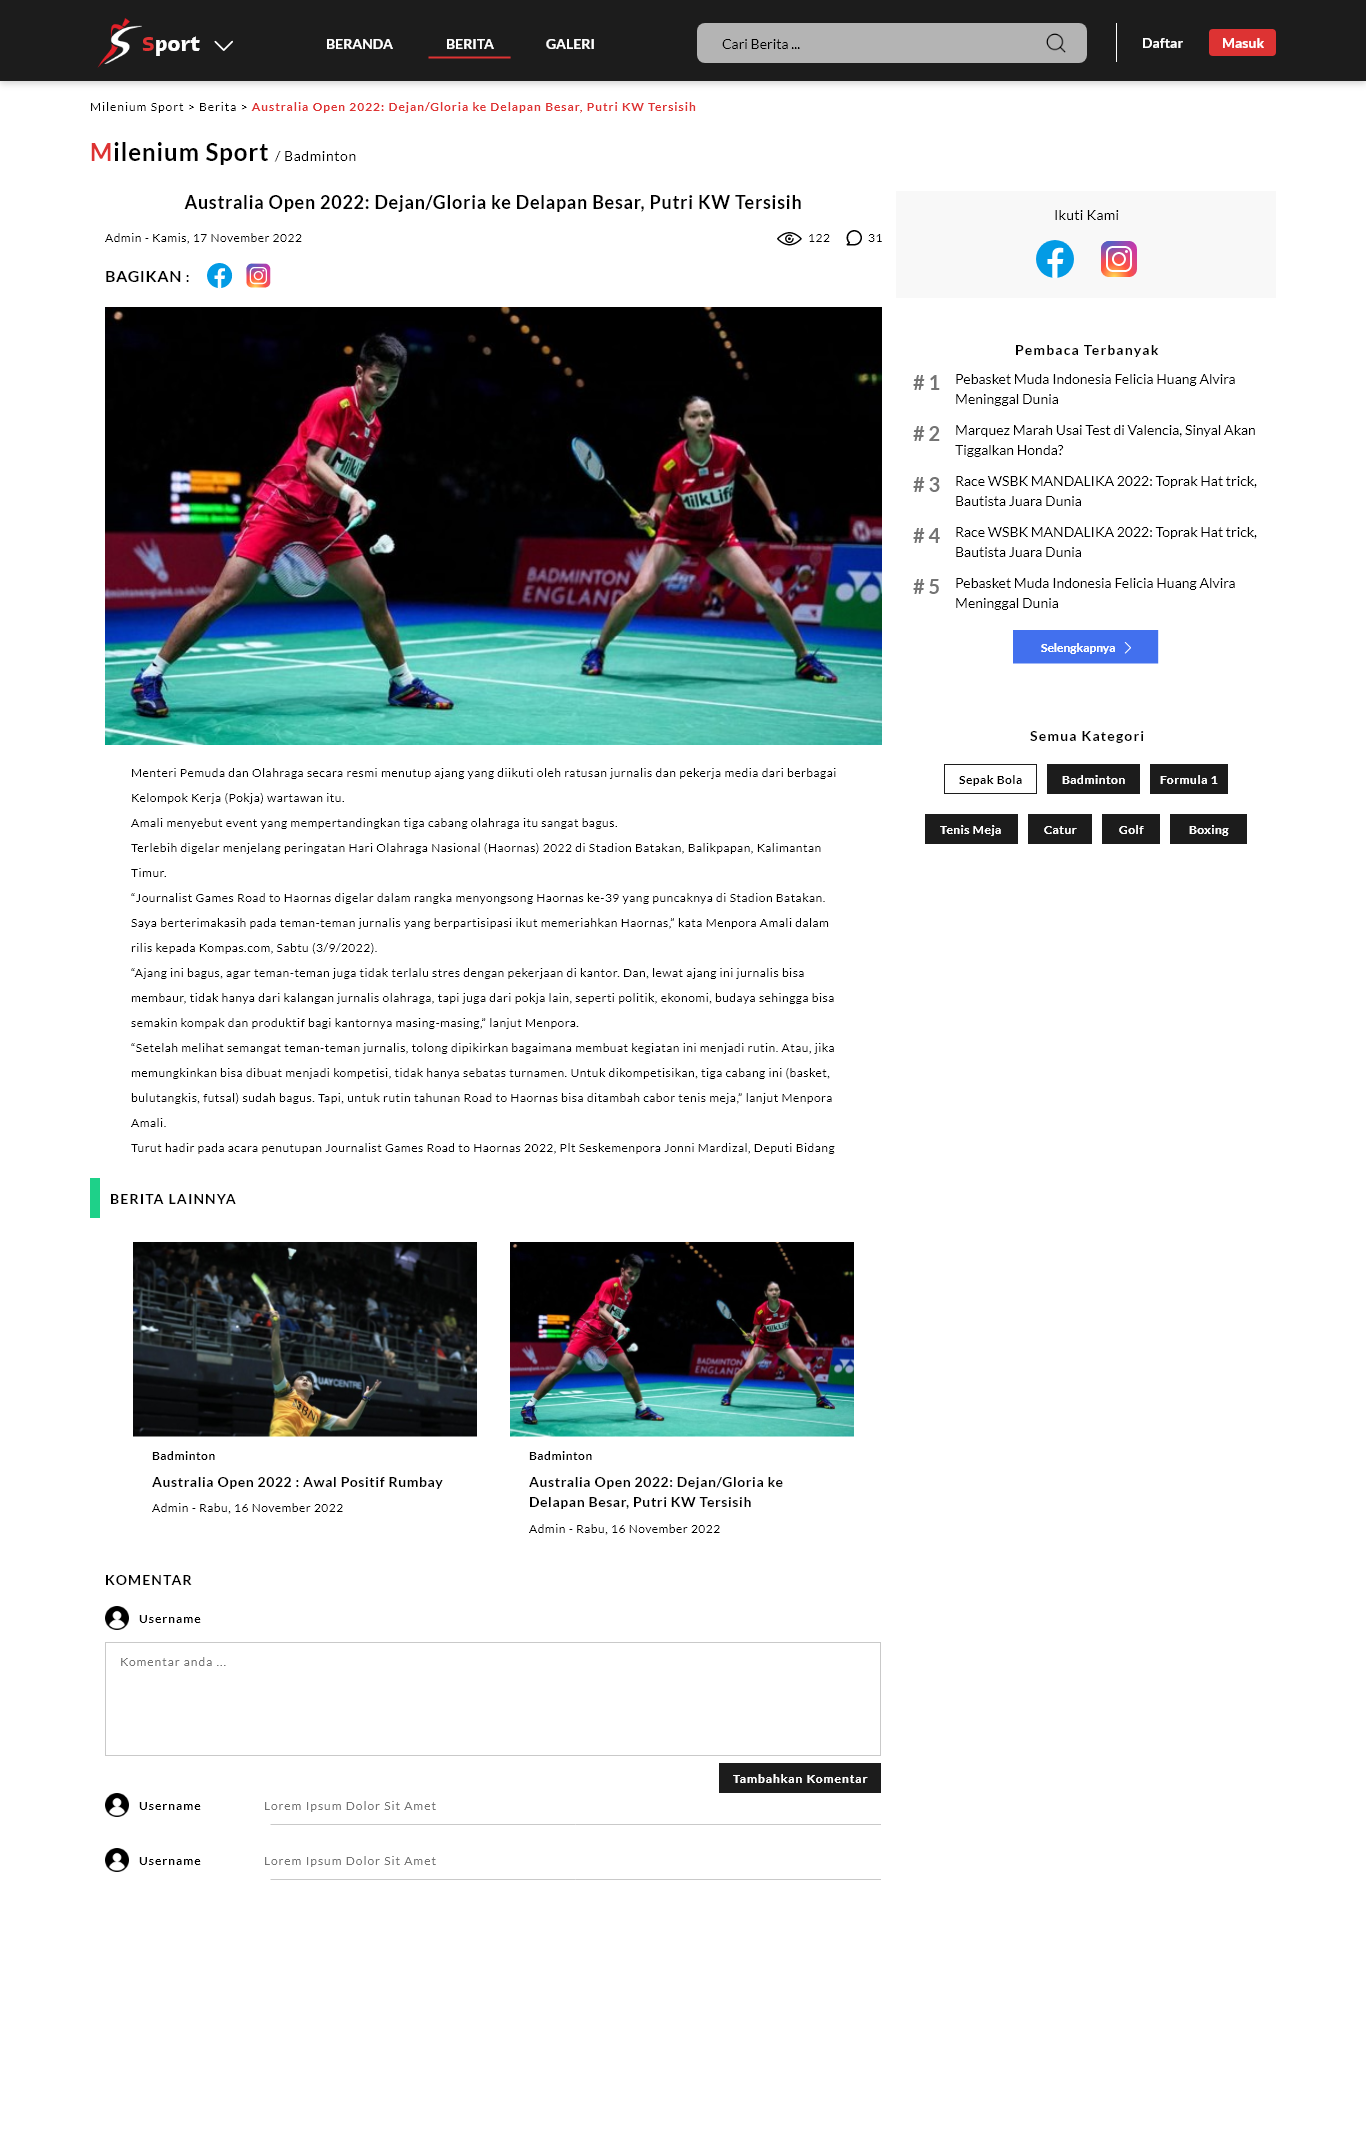 Sport
BERANDA
BERITA
GALERI
Cari Berita ...
Daftar
Masuk
Milenium Sport > Berita > Australia Open 2022: Dejan/Gloria ke Delapan Besar, Putri KW Tersisih
Milenium Sport / Badminton
Australia Open 2022: Dejan/Gloria ke Delapan Besar, Putri KW Tersisih
Admin - Kamis, 17 November 2022
122
31
BAGIKAN :
MilkLife
MilkLife
BADMINTON
ENGLAND
Menteri Pemuda dan Olahraga secara resmi menutup ajang yang diikuti oleh ratusan jurnalis dan pekerja media dari berbagai
Kelompok Kerja (Pokja) wartawan itu.
Amali menyebut event yang mempertandingkan tiga cabang olahraga itu sangat bagus.
Terlebih digelar menjelang peringatan Hari Olahraga Nasional (Haornas) 2022 di Stadion Batakan, Balikpapan, Kalimantan
Timur.
“Journalist Games Road to Haornas digelar dalam rangka menyongsong Haornas ke-39 yang puncaknya di Stadion Batakan.
Saya berterimakasih pada teman-teman jurnalis yang berpartisipasi ikut memeriahkan Haornas,” kata Menpora Amali dalam
rilis kepada Kompas.com, Sabtu (3/9/2022).
“Ajang ini bagus, agar teman-teman juga tidak terlalu stres dengan pekerjaan di kantor. Dan, lewat ajang ini jurnalis bisa
membaur, tidak hanya dari kalangan jurnalis olahraga, tapi juga dari pokja lain, seperti politik, ekonomi, budaya sehingga bisa
semakin kompak dan produktif bagi kantornya masing-masing,” lanjut Menpora.
“Setelah melihat semangat teman-teman jurnalis, tolong dipikirkan bagaimana membuat kegiatan ini menjadi rutin. Atau, jika
memungkinkan bisa dibuat menjadi kompetisi, tidak hanya sebatas turnamen. Untuk dikompetisikan, tiga cabang ini (basket,
bulutangkis, futsal) sudah bagus. Tapi, untuk rutin tahunan Road to Haornas bisa ditambah cabor tenis meja,” lanjut Menpora
Amali.
Turut hadir pada acara penutupan Journalist Games Road to Haornas 2022, Plt Seskemenpora Jonni Mardizal, Deputi Bidang
Ikuti Kami
Pembaca Terbanyak
# 1 Pebasket Muda Indonesia Felicia Huang Alvira
Meninggal Dunia
# 2 Marquez Marah Usai Test di Valencia, Sinyal Akan
Tiggalkan Honda?
# 3 Race WSBK MANDALIKA 2022: Toprak Hat trick,
Bautista Juara Dunia
# 4 Race WSBK MANDALIKA 2022: Toprak Hat trick,
Bautista Juara Dunia
# 5 Pebasket Muda Indonesia Felicia Huang Alvira
Meninggal Dunia
Selengkapnya
Semua Kategori
Sepak Bola
Badminton
Formula 1
Tenis Meja
Catur
Golf
Boxing
BERITA LAINNYA
BNI
Badminton
Australia Open 2022 : Awal Positif Rumbay
Admin - Rabu, 16 November 2022
BADMINTON
ENGLAND
Badminton
Australia Open 2022: Dejan/Gloria ke
Delapan Besar, Putri KW Tersisih
Admin - Rabu, 16 November 2022
KOMENTAR
Username
Komentar anda ...
Tambahkan Komentar
Username
Lorem Ipsum Dolor Sit Amet
Username
Lorem Ipsum Dolor Sit Amet